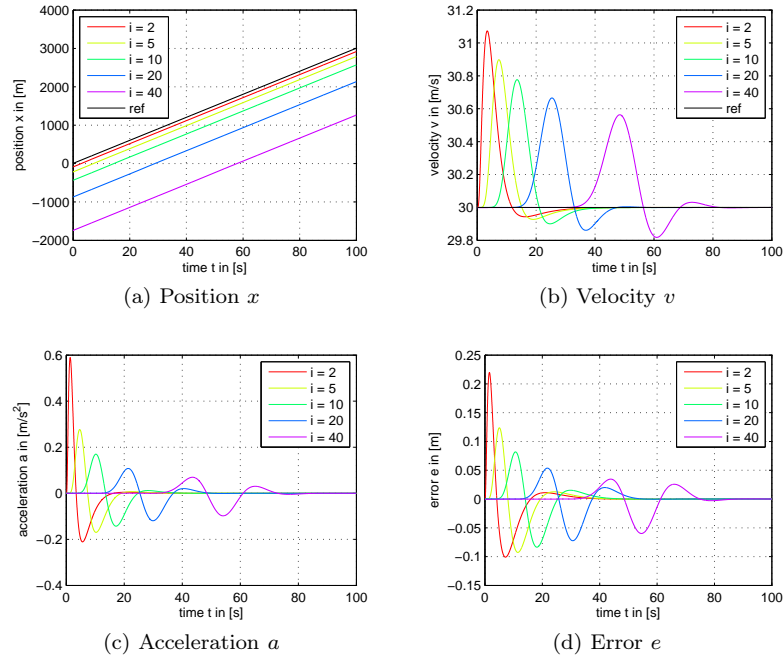 4000
3000
2000
1000
0
−1000
−2000
position x in [m]
i = 2
i = 5
i = 10
i = 20
i = 40
ref
0 20 40 60 80 100
time t in [s]
(a) Position x
31.2
31
30.8
30.6
30.4
30.2
30
29.8
velocity v in [m/s]
i = 2
i = 5
i = 10
i = 20
i = 40
ref
0 20 40 60 80 100
time t in [s]
(b) Velocity v
0.6
0.4
0.2
0
−0.2
−0.4
acceleration a in [m/s²]
i = 2
i = 5
i = 10
i = 20
i = 40
0 20 40 60 80 100
time t in [s]
(c) Acceleration a
0.25
0.2
0.15
0.1
0.05
0
−0.05
−0.1
−0.15
error e in [m]
i = 2
i = 5
i = 10
i = 20
i = 40
0 20 40 60 80 100
time t in [s]
(d) Error e